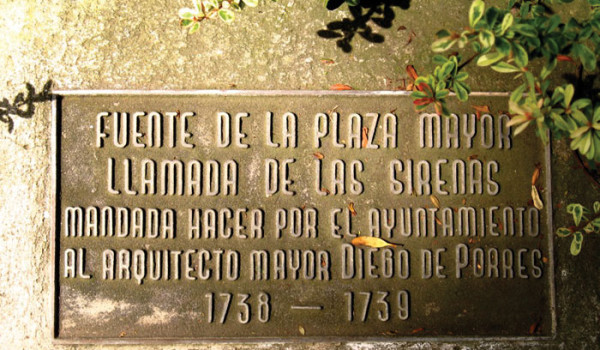 FUENTE DE LA PLAZA MAYOR
LLAMADA DE LAS SIRENAS
MANDADA HACER POR EL AYUNTAMIENTO
AL ARQUITECTO MAYOR DIEGO DE PORRES
1738 — 1739